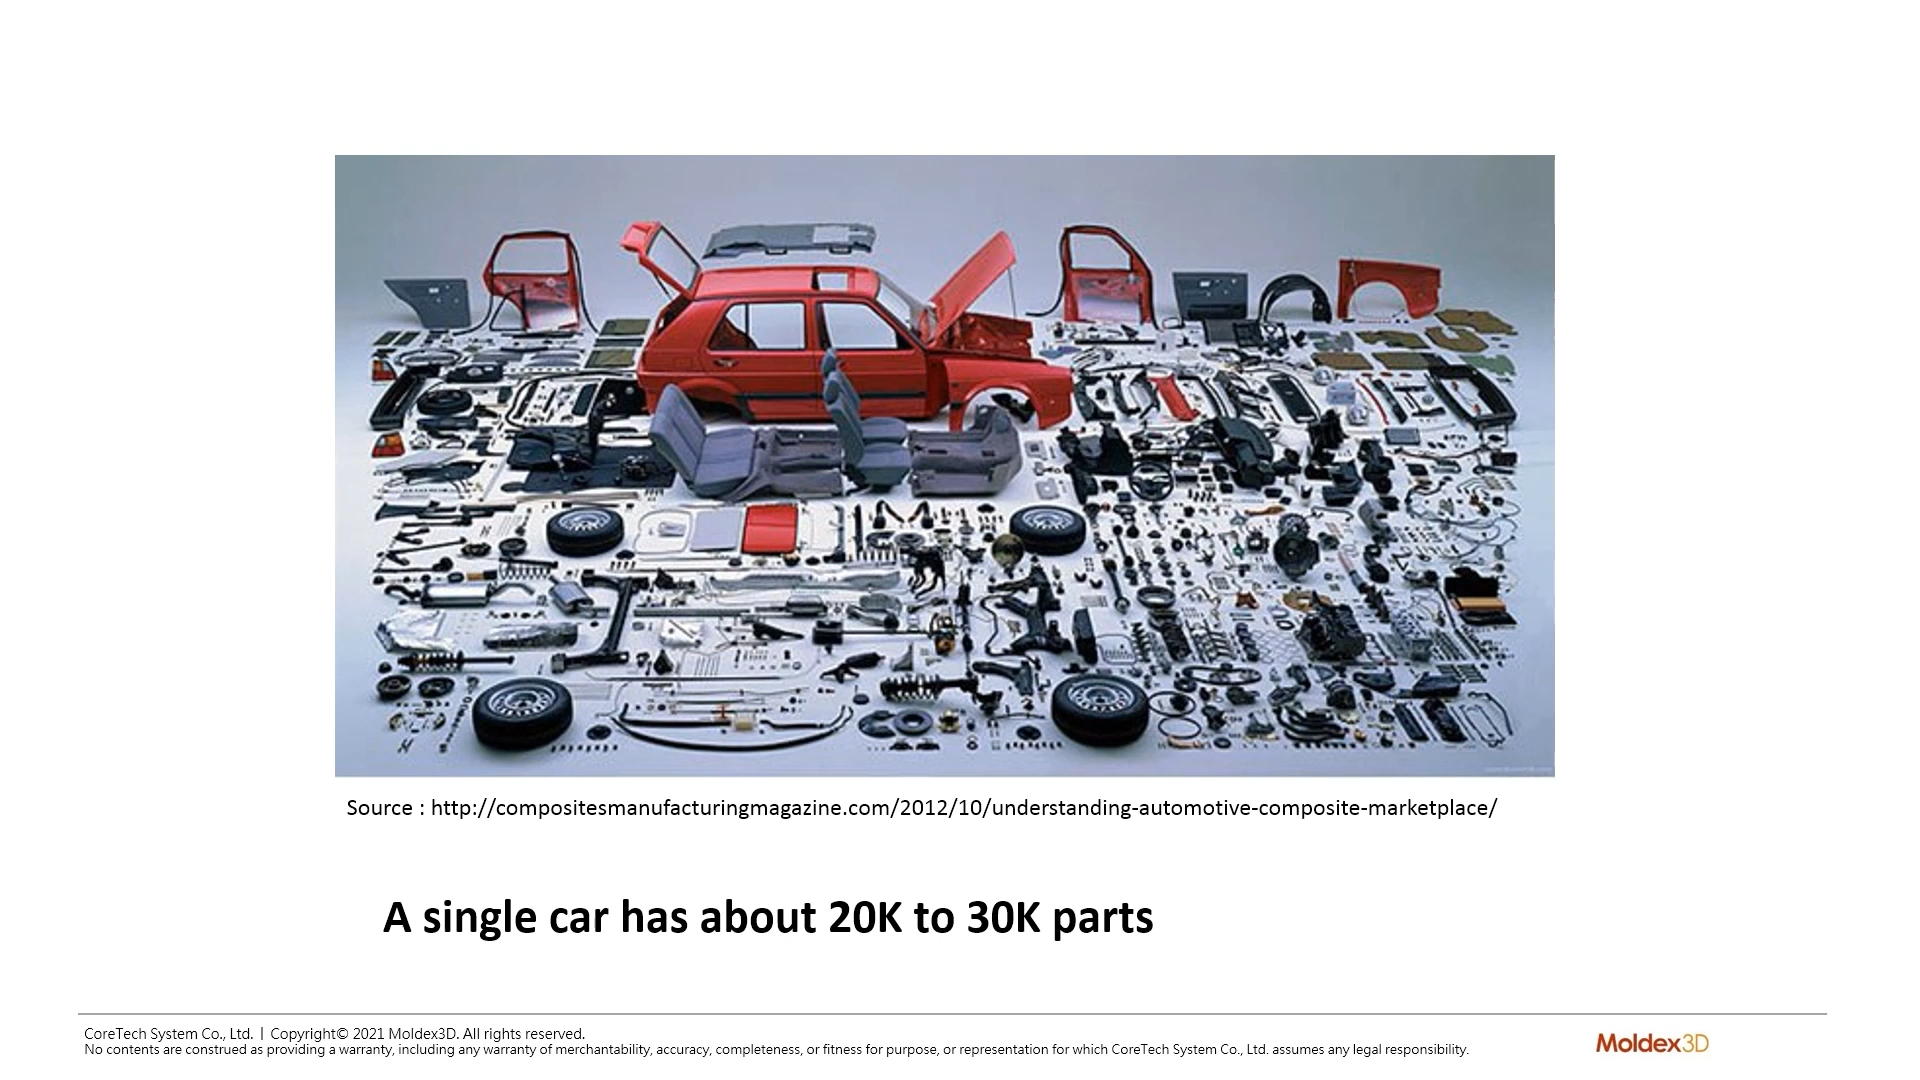 Source : http://compositesmanufacturingmagazine.com/2012/10/understanding-automotive-composite-marketplace/
A single car has about 20K to 30K parts
CoreTech System Co., Ltd. | Copyright© 2021 Moldex3D. All rights reserved.
No contents are construed as providing a warranty, including any warranty of merchantability, accuracy, completeness, or fitness for purpose, or representation for which CoreTech System Co., Ltd. assumes any legal responsibility.
Moldex3D